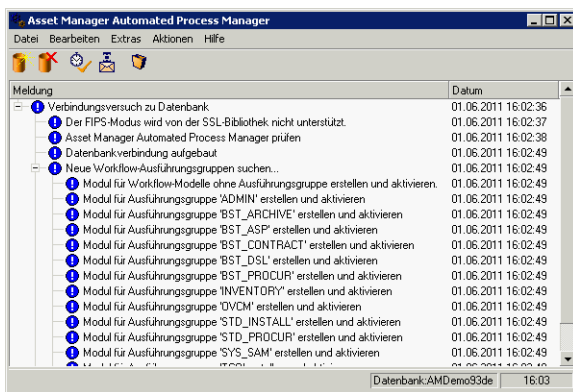 Asset Manager Automated Process Manager
Datei Bearbeiten Extras Aktionen Hilfe
Meldung Datum
Verbindungsversuch zu Datenbank 01.06.2011 16:02:36
Der FIPS-Modus wird von der SSL-Bibliothek nicht unterstützt. 01.06.2011 16:02:37
Asset Manager Automated Process Manager prüfen 01.06.2011 16:02:38
Datenbankverbindung aufgebaut 01.06.2011 16:02:49
Neue Workflow-Ausführungsgruppen suchen... 01.06.2011 16:02:49
Modul für Workflow-Modelle ohne Ausführungsgruppe erstellen und aktivieren. 01.06.2011 16:02:49
Modul für Ausführungsgruppe 'ADMIN' erstellen und aktivieren 01.06.2011 16:02:49
Modul für Ausführungsgruppe 'BST_ARCHIVE' erstellen und aktivieren 01.06.2011 16:02:49
Modul für Ausführungsgruppe 'BST_ASP' erstellen und aktivieren 01.06.2011 16:02:49
Modul für Ausführungsgruppe 'BST_CONTRACT' erstellen und aktivieren 01.06.2011 16:02:49
Modul für Ausführungsgruppe 'BST_DSL' erstellen und aktivieren 01.06.2011 16:02:49
Modul für Ausführungsgruppe 'BST_PROCUR' erstellen und aktivieren 01.06.2011 16:02:49
Modul für Ausführungsgruppe 'INVENTORY' erstellen und aktivieren 01.06.2011 16:02:49
Modul für Ausführungsgruppe 'OVCM' erstellen und aktivieren 01.06.2011 16:02:49
Modul für Ausführungsgruppe 'STD_INSTALL' erstellen und aktivieren 01.06.2011 16:02:49
Modul für Ausführungsgruppe 'STD_PROCUR' erstellen und aktivieren 01.06.2011 16:02:49
Modul für Ausführungsgruppe 'SYS_SAM' erstellen und aktivieren 01.06.2011 16:02:49
Datenbank:AMDemo93de 16:03